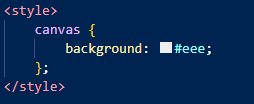 <style>
canvas {
background: #eee;
};
</style>